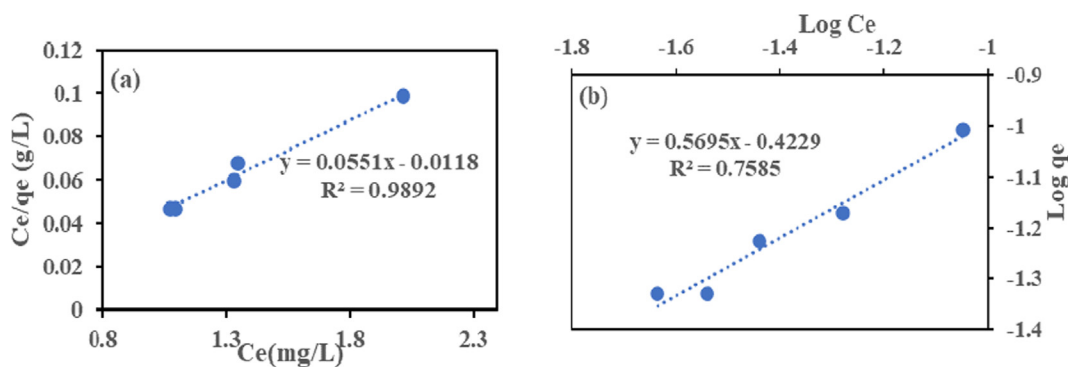 (a)
Ce/qe (g/L)
0.12
0.1
0.08
0.06
0.04
0.02
0
y = 0.0551x - 0.0118
R² = 0.9892
0.8 1.3 1.8 2.3
Ce(mg/L)
Log Ce
-1.8 -1.6 -1.4 -1.2 -1
(b)
y = 0.5695x - 0.4229
R² = 0.7585
-0.9
-1
-1.1
-1.2
-1.3
-1.4
Log qe